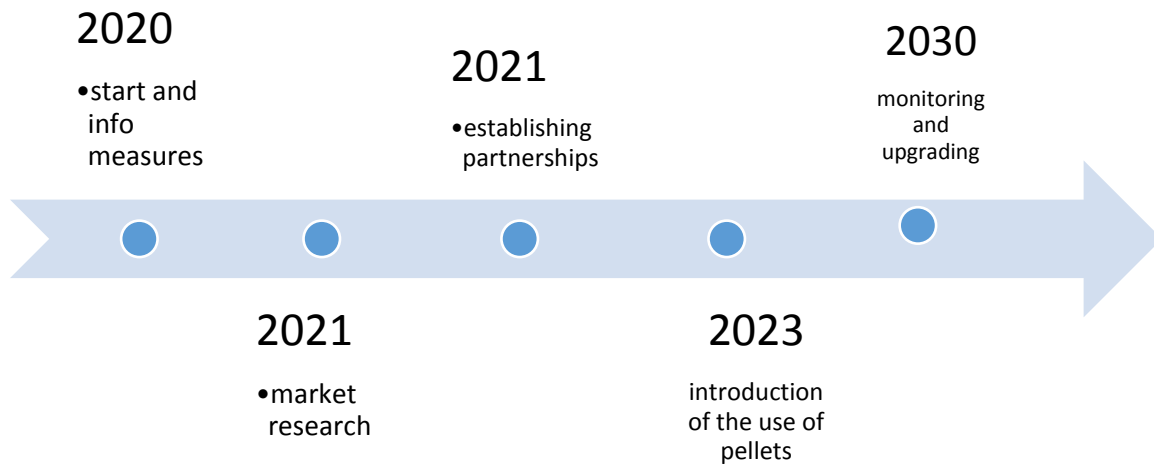 2020
•start and
info
measures
2021
•market
research
2021
•establishing
partnerships
2023
introduction
of the use of
pellets
2030
monitoring
and
upgrading